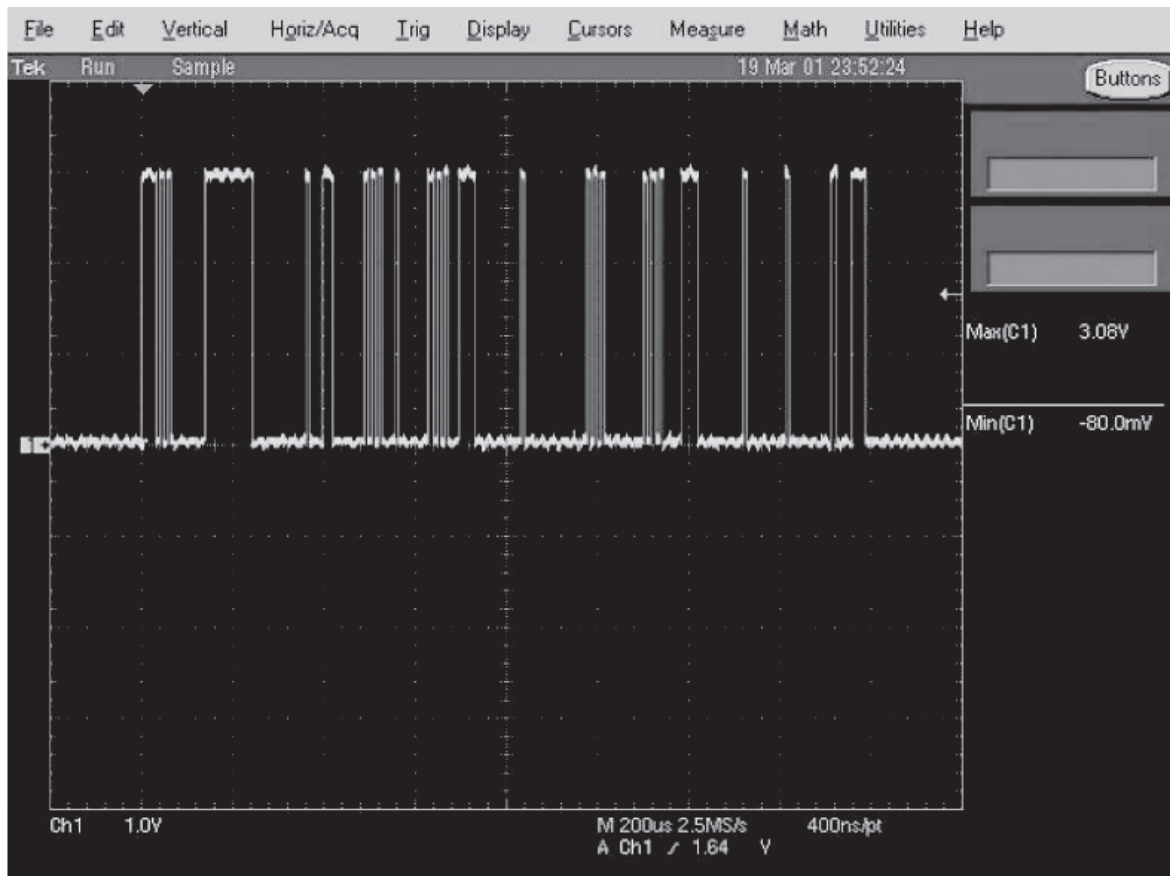 File Edit Vertical Horiz/Acq Trig Display Cursors Measure Math Utilities Help
Tek Run Sample 19 Mar 01 23:52:24
Buttons
Max(C1) 3.08V
1
Min(C1) -80.0mV
Ch1 1.0V M 200us 2.5MS/s 400ns/pt
A Ch1 / 1.64 V